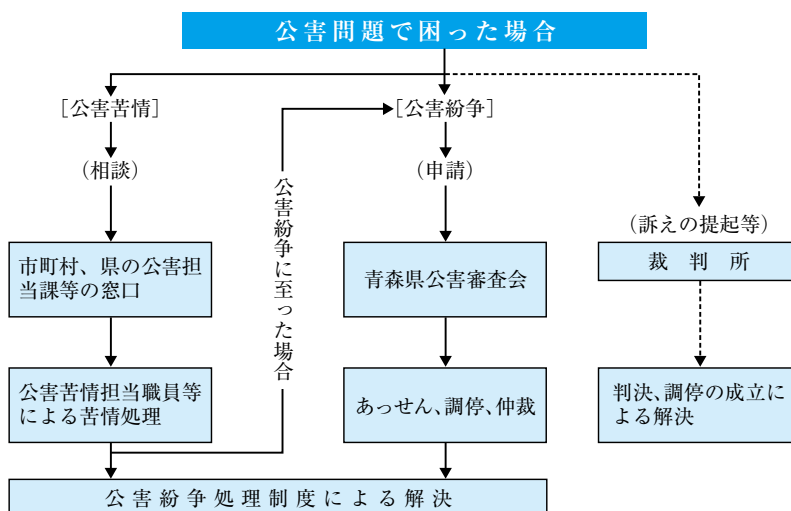 公害問題で困った場合
［公害苦情］
［公害紛争］
（相談）
（申請）
公害紛争に至った場合
（訴えの提起等）
市町村、県の公害担
当課等の窓口
青森県公害審査会
裁判所
公害苦情担当職員等
による苦情処理
あっせん、調停、仲裁
判決、調停の成立に
よる解決
公害紛争処理制度による解決